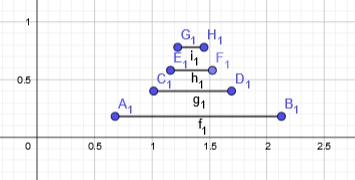 1
G₁ H₁
E₁ i₁ F₁
0.5 C₁ h₁ D₁
g₁
A₁ B₁
f₁
0 0.5 1 1.5 2 2.5